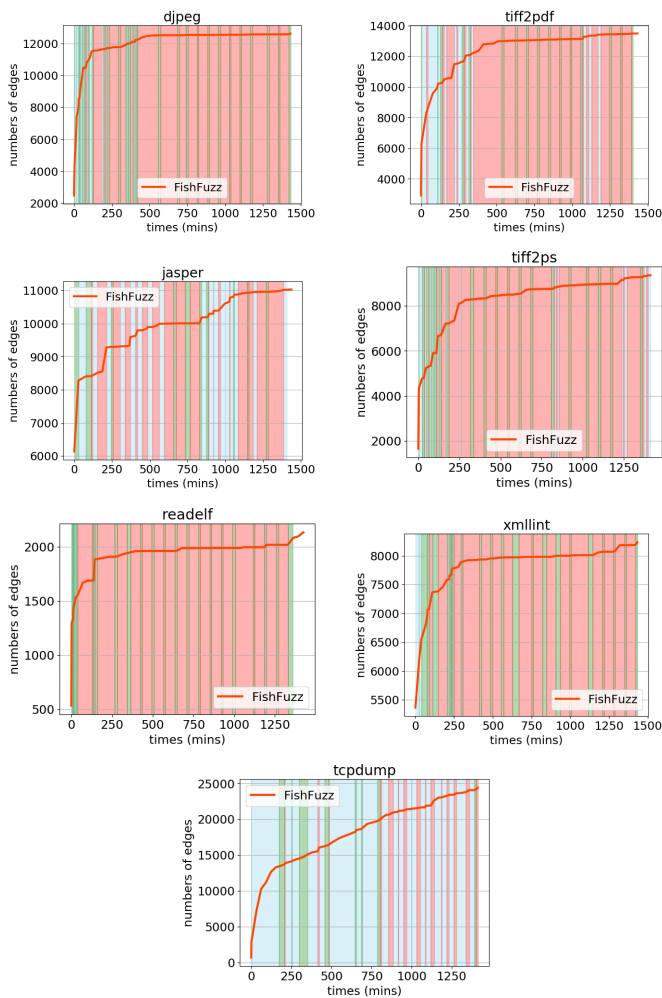 djpeg
numbers of edges
12000
10000
8000
6000
4000
2000
FishFuzz
0 250 500 750 1000 1250 1500
times (mins)
tiff2pdf
numbers of edges
14000
12000
10000
8000
6000
4000
FishFuzz
0 250 500 750 1000 1250 1500
times (mins)
jasper
numbers of edges
11000
10000
9000
8000
7000
6000
FishFuzz
0 250 500 750 1000 1250 1500
times (mins)
tiff2ps
numbers of edges
8000
6000
4000
2000
FishFuzz
0 250 500 750 1000 1250
times (mins)
readelf
numbers of edges
2000
1500
1000
500
FishFuzz
0 250 500 750 1000 1250
times (mins)
xmllint
numbers of edges
8000
7500
7000
6500
6000
5500
FishFuzz
0 250 500 750 1000 1250 1500
times (mins)
tcpdump
numbers of edges
25000
20000
15000
10000
5000
0
FishFuzz
0 250 500 750 1000 1250
times (mins)